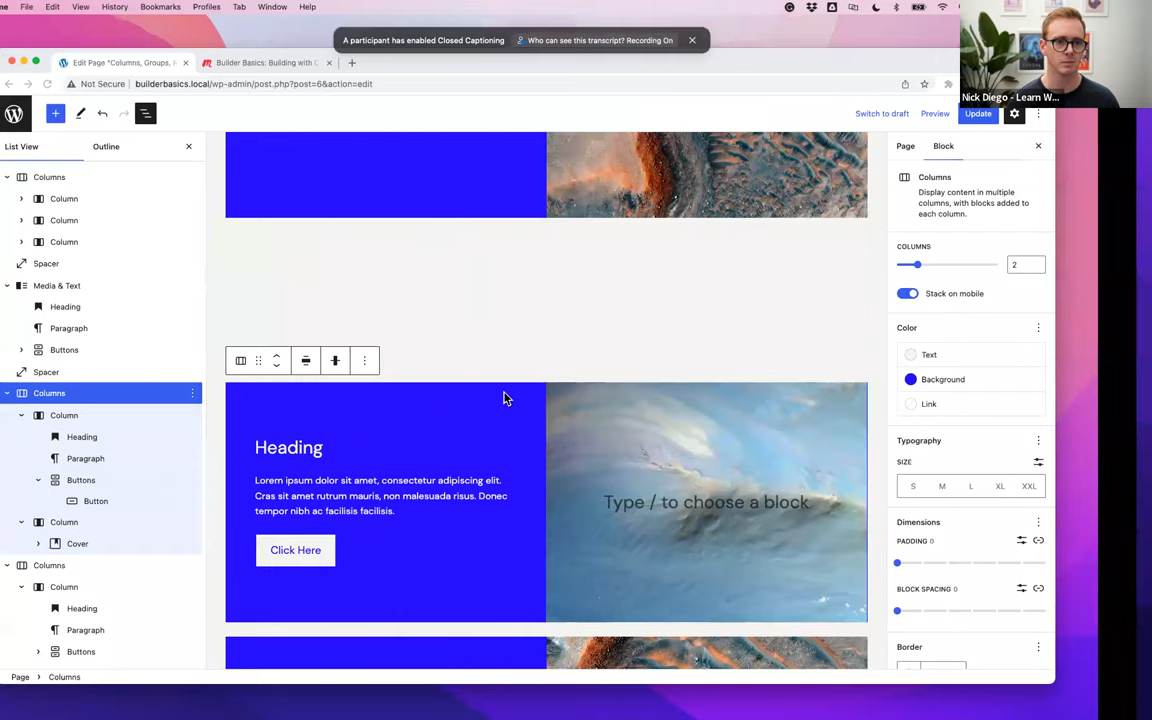 File Edit View History Bookmarks Profiles Tab Window Help
A participant has enabled Closed Captioning Who can see this transcript? Recording On
Nick Diego - Learn W...
Edit Page "Columns, Groups,
Builder Basics: Building with
Not Secure builderbasics.local/wp-admin/post.php?post=6&action=edit
Switch to draft Preview Update
List View Outline
Columns
Column
Column
Column
Spacer
Media & Text
Heading
Paragraph
Buttons
Spacer
Columns
Column
Heading
Paragraph
Buttons
Button
Column
Cover
Columns
Column
Heading
Paragraph
Buttons
Page Columns
Heading
Lorem ipsum dolor sit amet, consectetur adipiscing elit.
Cras sit amet rutrum mauris, non malesuada risus. Donec
tempor nibh ac facilisis facilisis.
Click Here
Type / to choose a block
Page Block
Columns
Display content in multiple
columns, with blocks added to
each column.
COLUMNS
2
Stack on mobile
Color
Text
Background
Link
Typography
SIZE
S M L XL XXL
Dimensions
PADDING 0
BLOCK SPACING 0
Border